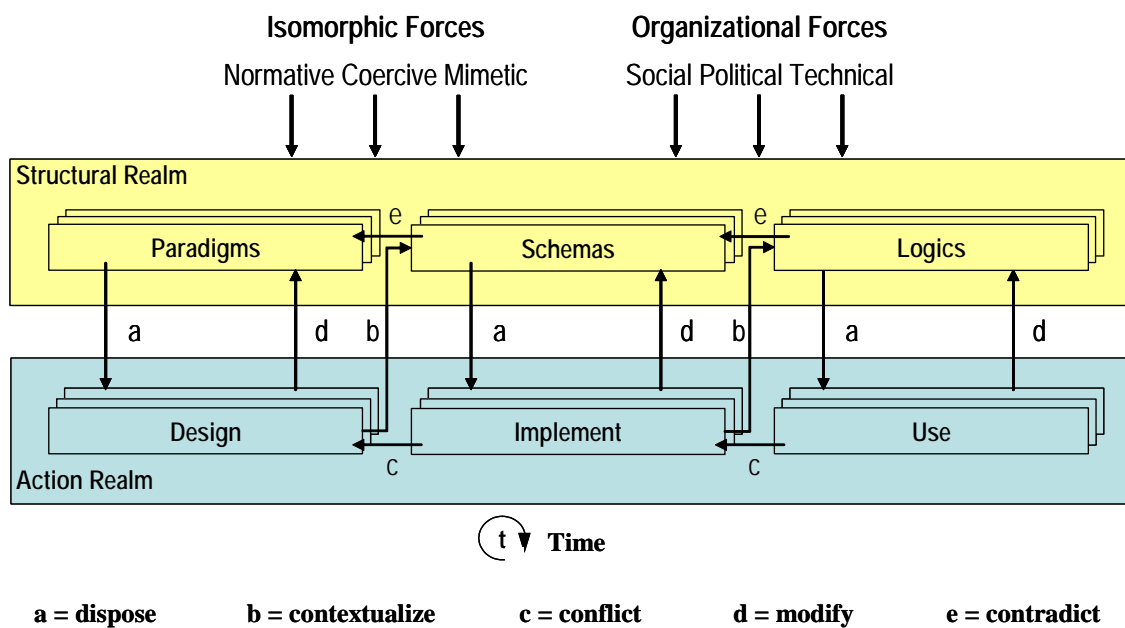 Isomorphic Forces Organizational Forces
Normative Coercive Mimetic Social Political Technical
Structural Realm
e e
Paradigms Schemas Logics
a d b a d b a d
Design Implement Use
c c
Action Realm
t Time
a = dispose b = contextualize c = conflict d = modify e = contradict